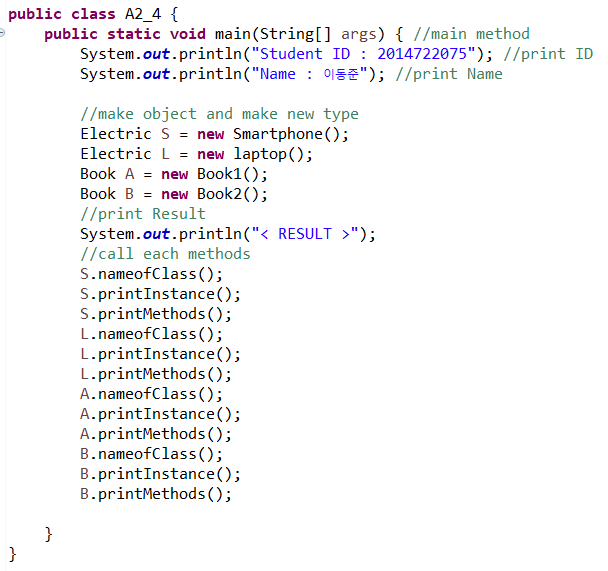 public class A2_4 {
public static void main(String[] args) { //main method
System.out.println("Student ID : 2014722075"); //print ID
System.out.println("Name : 이동준"); //print Name
//make object and make new type
Electric S = new Smartphone();
Electric L = new laptop();
Book A = new Book1();
Book B = new Book2();
//print Result
System.out.println("< RESULT >");
//call each methods
S.nameofClass();
S.printInstance();
S.printMethods();
L.nameofClass();
L.printInstance();
L.printMethods();
A.nameofClass();
A.printInstance();
A.printMethods();
B.nameofClass();
B.printInstance();
B.printMethods();
}
}